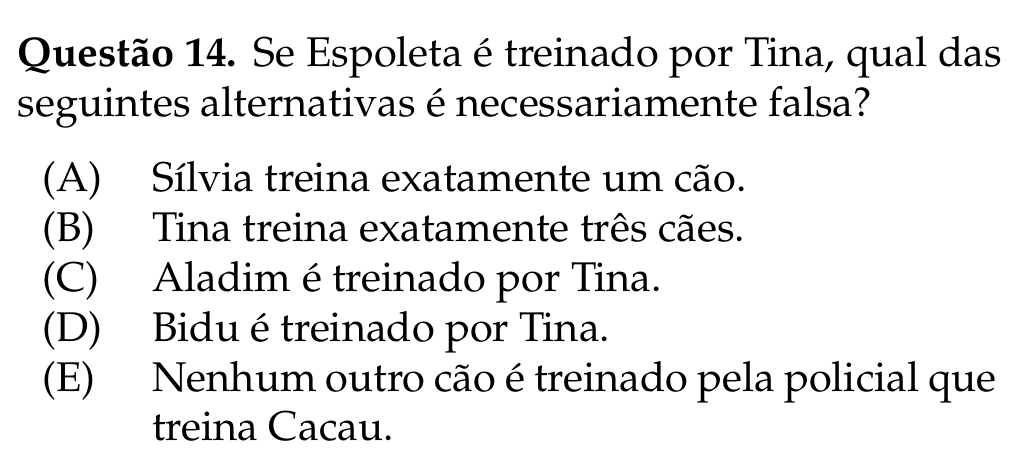 Questão 14. Se Espoleta é treinado por Tina, qual das
seguintes alternativas é necessariamente falsa?
(A) Sílvia treina exatamente um cão.
(B) Tina treina exatamente três cães.
(C) Aladim é treinado por Tina.
(D) Bidu é treinado por Tina.
(E) Nenhum outro cão é treinado pela policial que
treina Cacau.